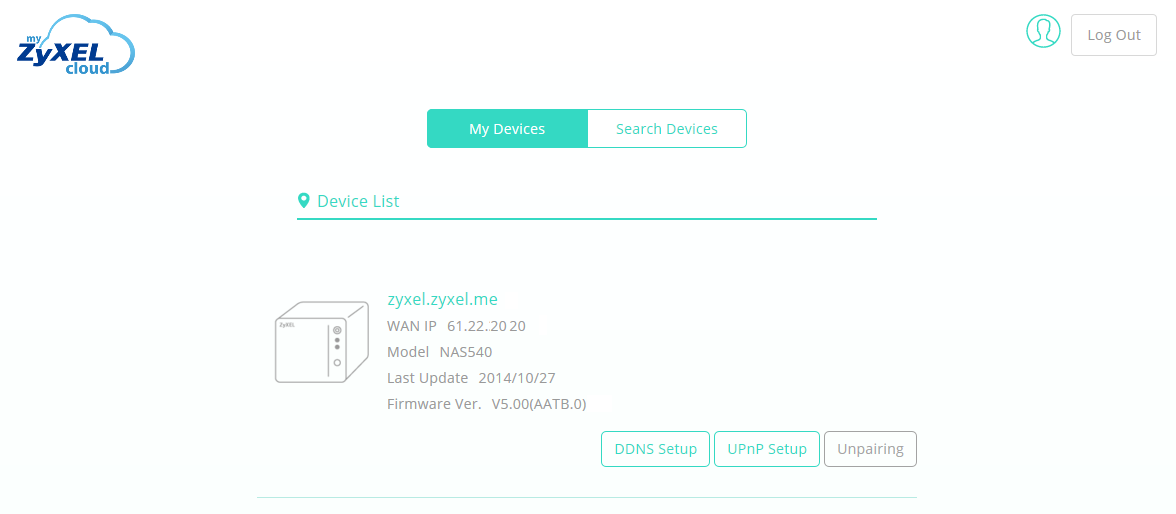 my
ZyXEL
cloud
Log Out
My Devices
Search Devices
Device List
zyxel.zyxel.me
ZyXEL
WAN IP 61.22.20 20
Model NAS540
Last Update 2014/10/27
Firmware Ver. V5.00(AATB.0)
DDNS Setup
UPnP Setup
Unpairing